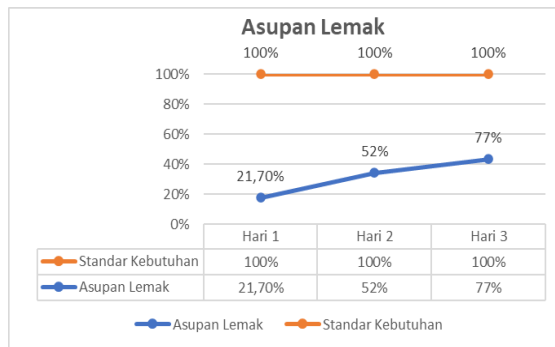 Asupan Lemak
100% 100% 100%
100%
80%
77%
60%
52%
40%
21,70%
20%
0%
Hari 1 Hari 2 Hari 3
Standar Kebutuhan 100% 100% 100%
Asupan Lemak 21,70% 52% 77%
Asupan Lemak Standar Kebutuhan